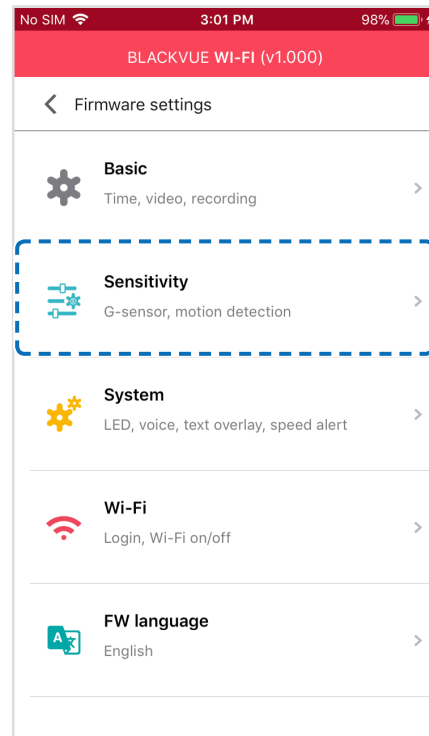 No SIM 3:01 PM 98%
BLACKVUE WI-FI (v1.000)
Firmware settings
Basic
Time, video, recording
Sensitivity
G-sensor, motion detection
System
LED, voice, text overlay, speed alert
Wi-Fi
Login, Wi-Fi on/off
A
FW language
English